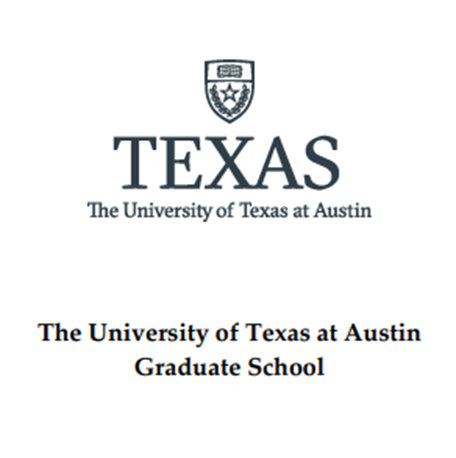 TEXAS
The University of Texas at Austin
The University of Texas at Austin
Graduate School